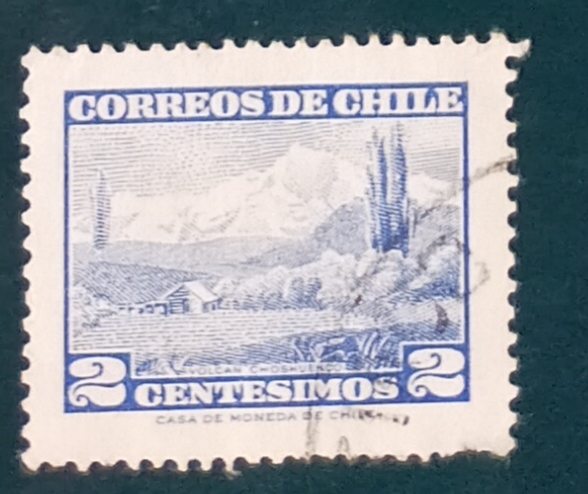 CORREOS DE CHILE
VOLCAN CHOSHUENCO
2 CENTESIMOS 2
CASA DE MONEDA DE CHILE